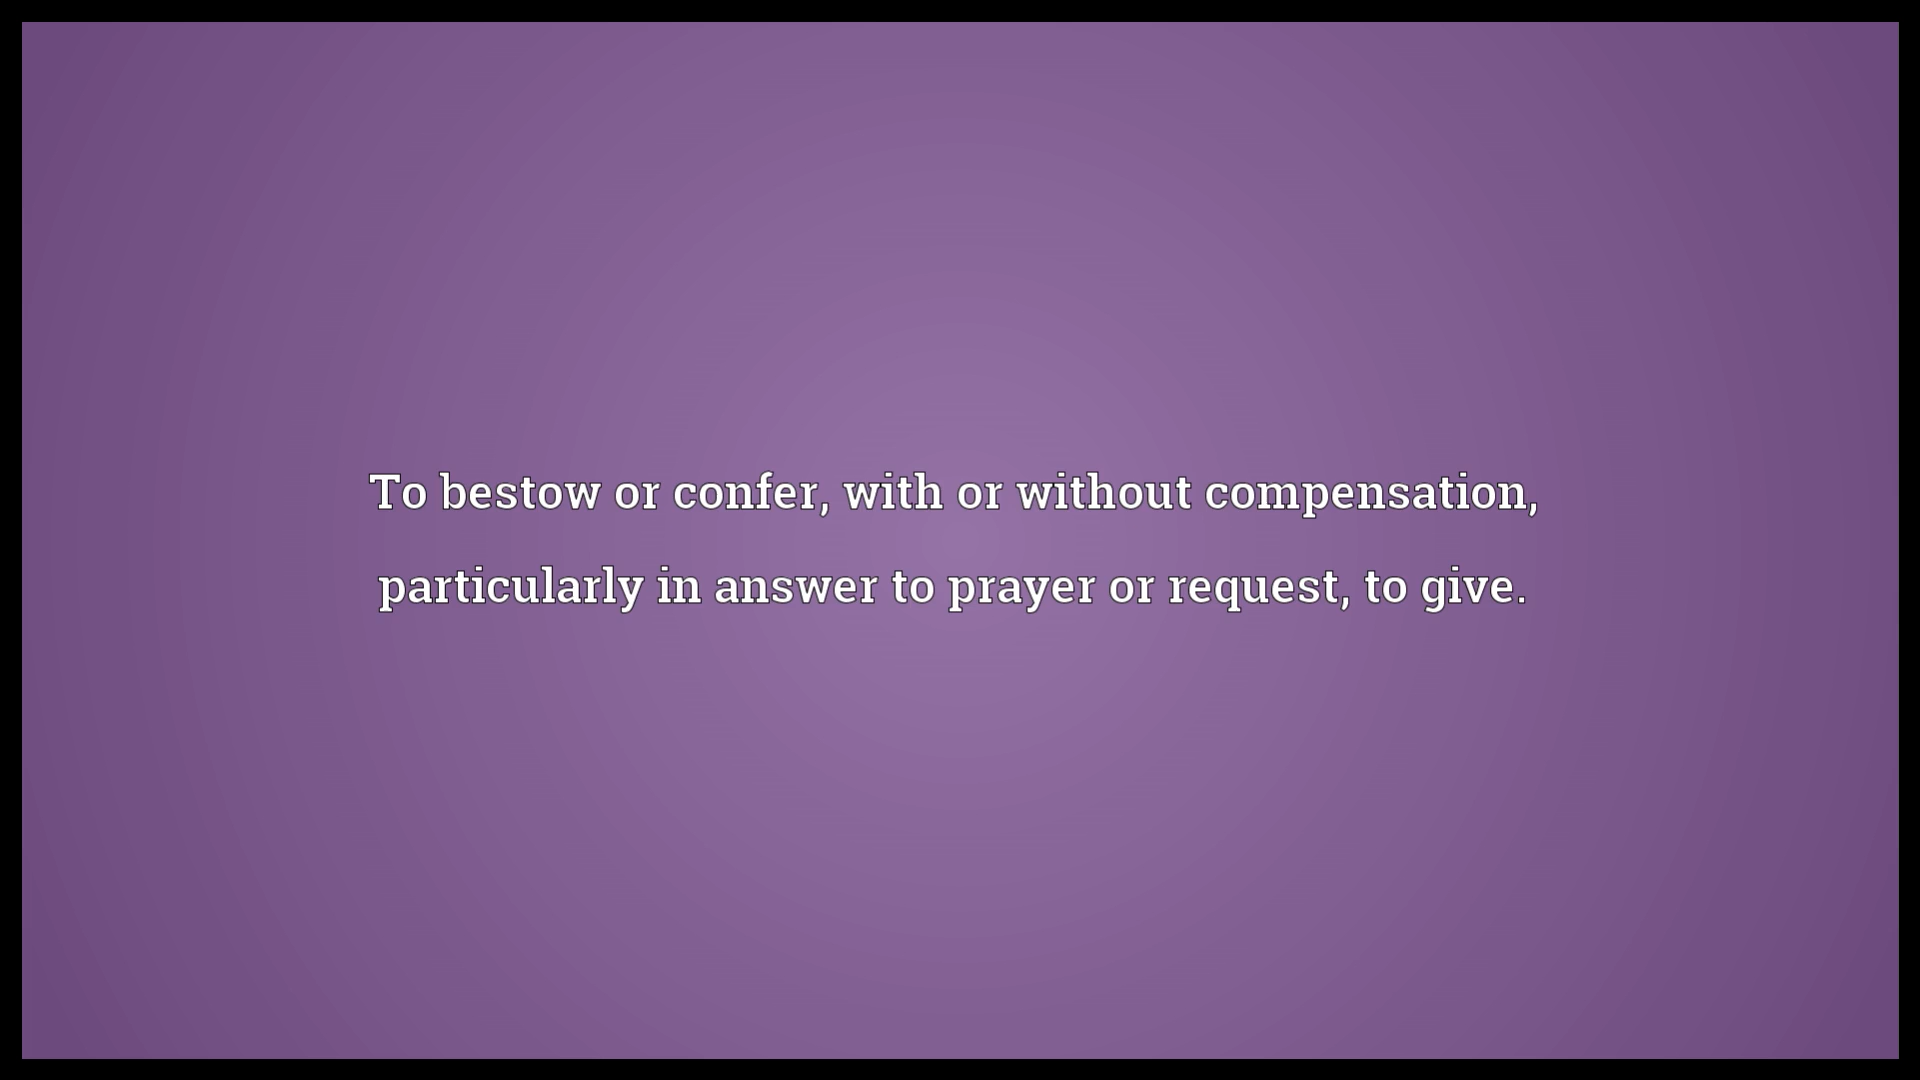 To bestow or confer, with or without compensation,
particularly in answer to prayer or request, to give.